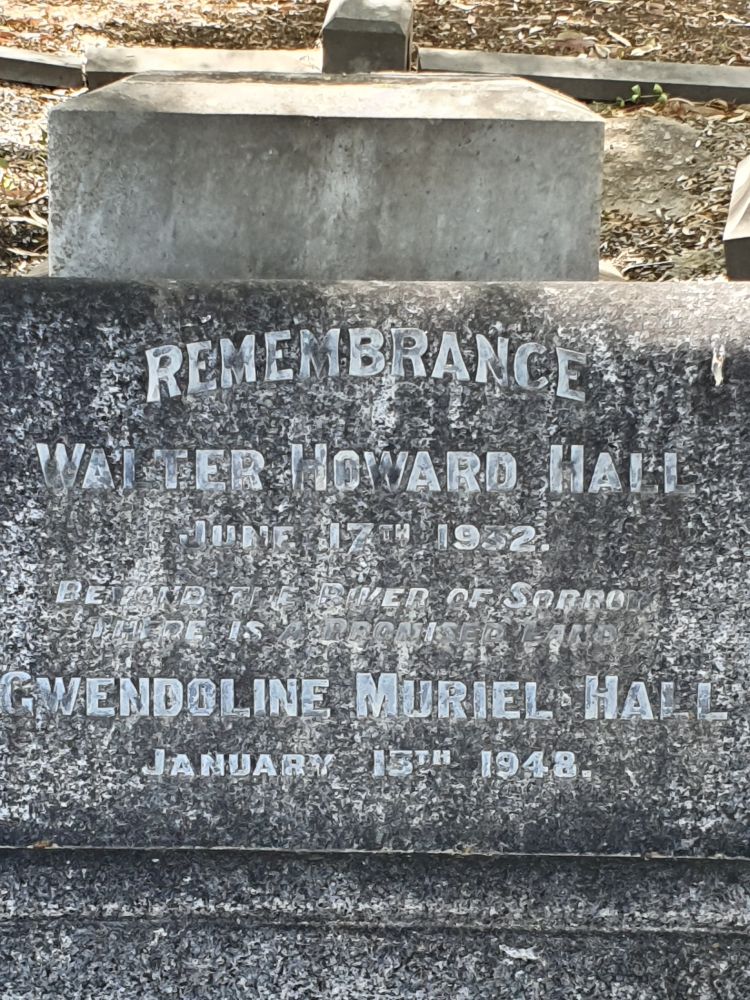 REMEMBRANCE
WALTER HOWARD HALL
JUNE 17TH 1932.
BEYOND THE RIVER OF SORROW
THERE IS A PROMISED LAND
GWENDOLINE MURIEL HALL
JANUARY 13TH 1948.